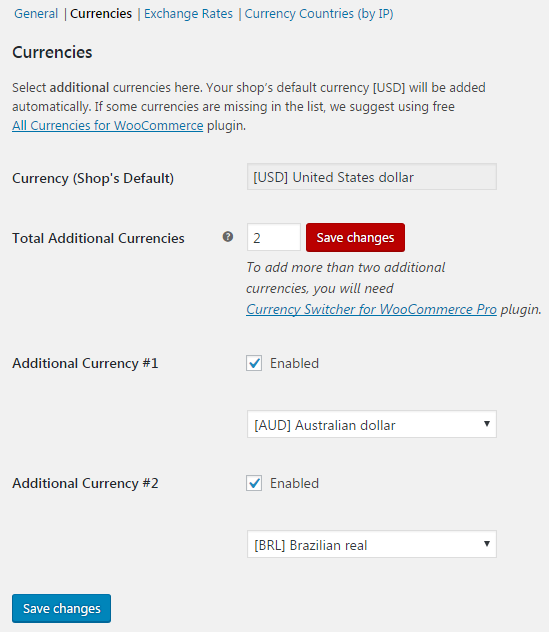 General | Currencies | Exchange Rates | Currency Countries (by IP)
Currencies
Select additional currencies here. Your shop's default currency [USD] will be added
automatically. If some currencies are missing in the list, we suggest using free
All Currencies for WooCommerce plugin.
Currency (Shop's Default) [USD] United States dollar
Total Additional Currencies ? 2 Save changes
To add more than two additional
currencies, you will need
Currency Switcher for WooCommerce Pro plugin.
Additional Currency #1 Enabled
[AUD] Australian dollar
Additional Currency #2 Enabled
[BRL] Brazilian real
Save changes